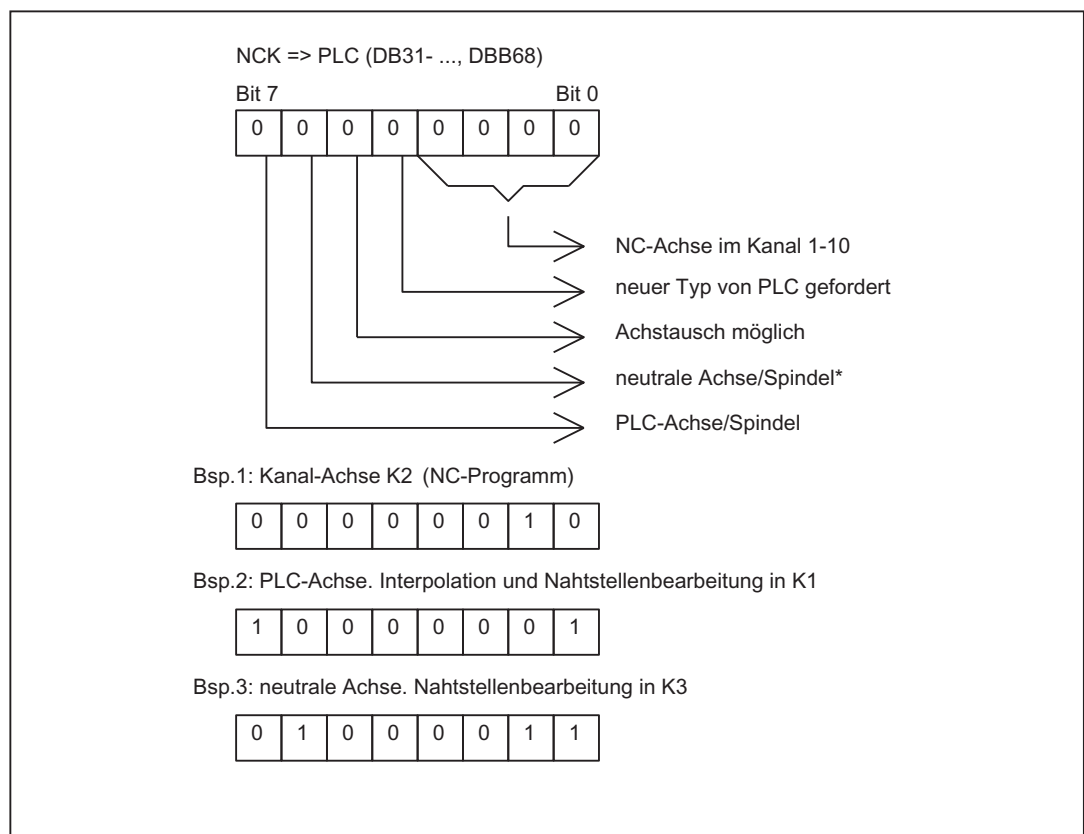 NCK => PLC (DB31- ..., DBB68)
Bit 7 Bit 0
0 0 0 0 0 0 0 0
NC-Achse im Kanal 1-10
neuer Typ von PLC gefordert
Achstausch möglich
neutrale Achse/Spindel*
PLC-Achse/Spindel
Bsp.1: Kanal-Achse K2 (NC-Programm)
0 0 0 0 0 0 1 0
Bsp.2: PLC-Achse. Interpolation und Nahtstellenbearbeitung in K1
1 0 0 0 0 0 0 1
Bsp.3: neutrale Achse. Nahtstellenbearbeitung in K3
0 1 0 0 0 0 1 1